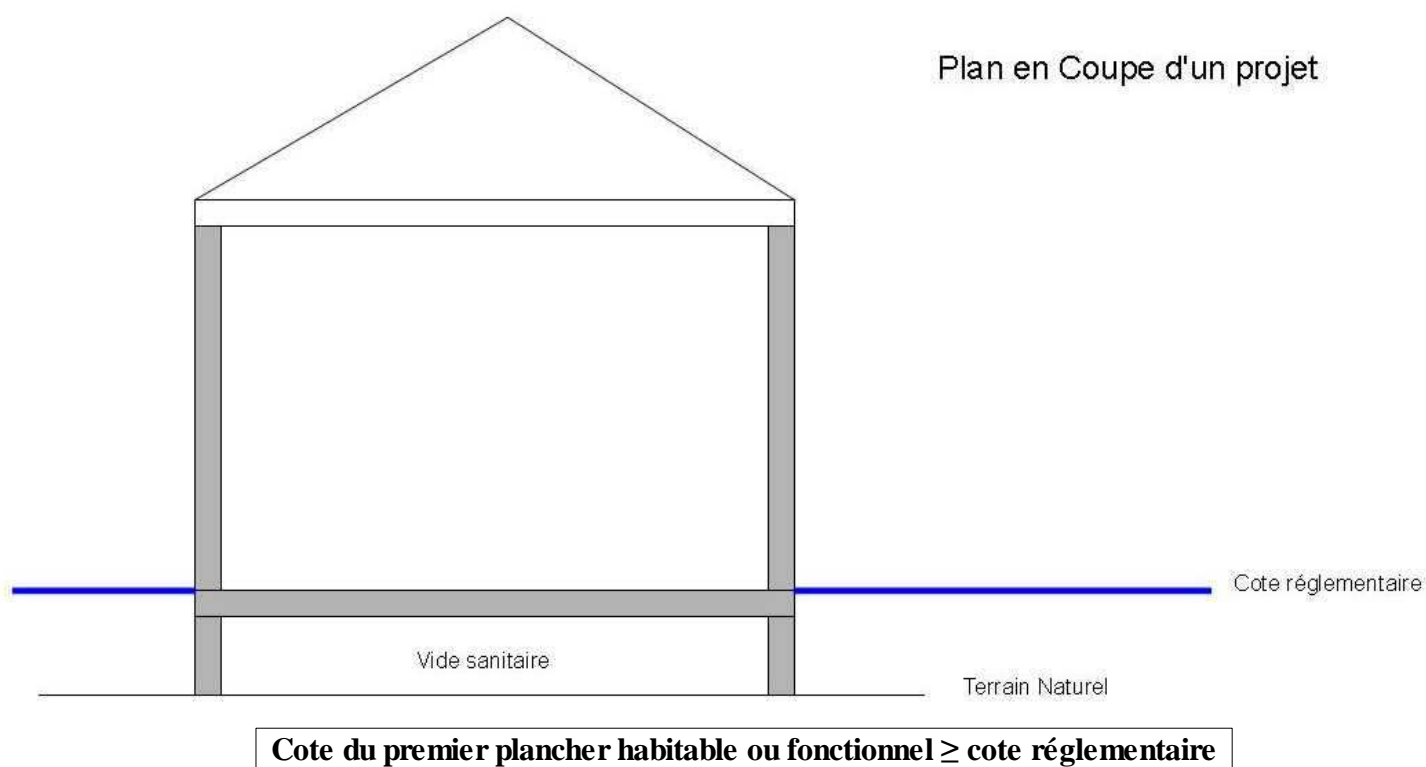 Plan en Coupe d'un projet
Cote réglementaire
Vide sanitaire
Terrain Naturel
Cote du premier plancher habitable ou fonctionnel ≥ cote réglementaire